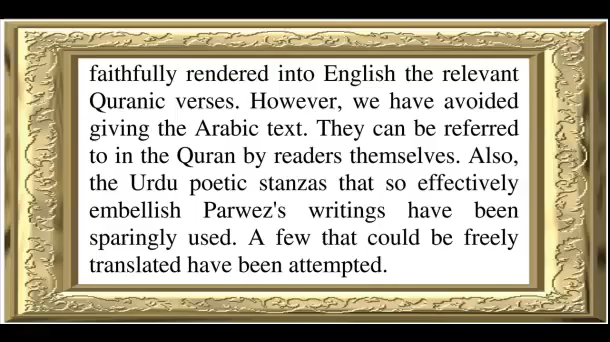 faithfully rendered into English the relevant
Quranic verses. However, we have avoided
giving the Arabic text. They can be referred
to in the Quran by readers themselves. Also,
the Urdu poetic stanzas that so effectively
embellish Parwez's writings have been
sparingly used. A few that could be freely
translated have been attempted.